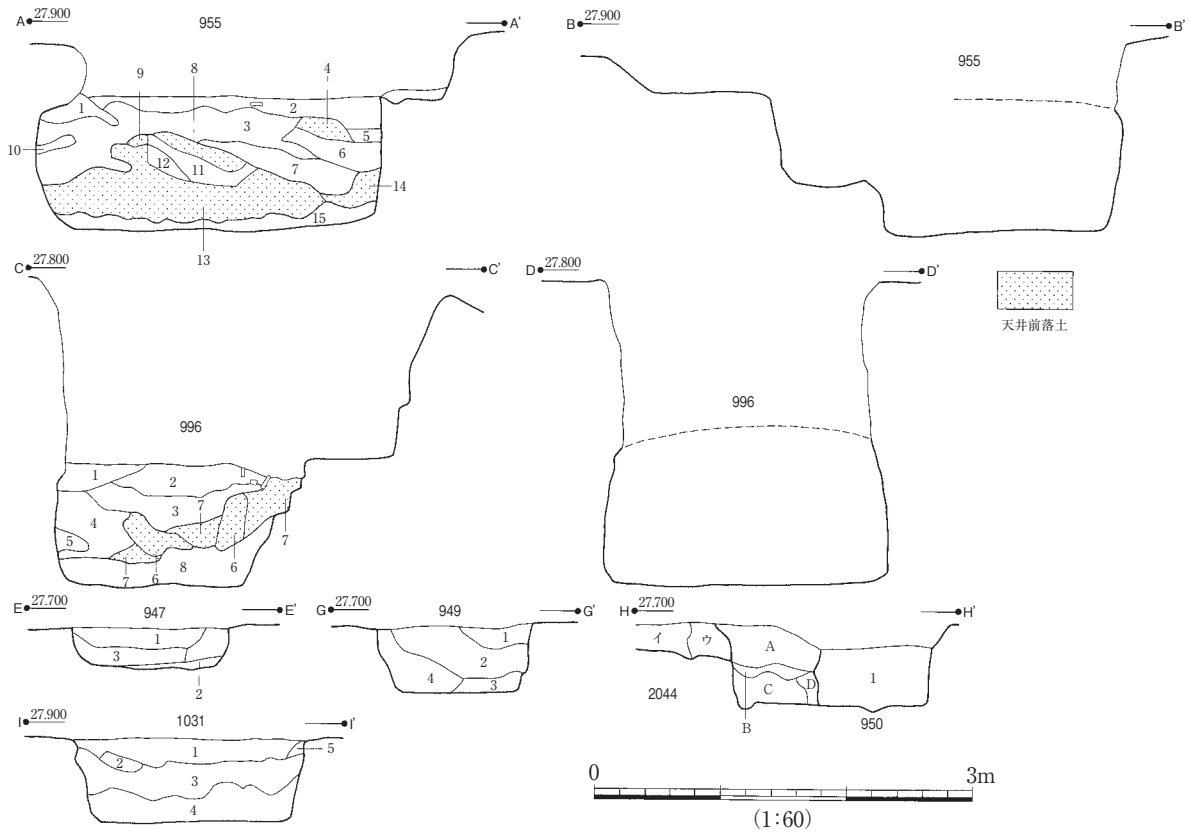 A 27.900 955 A'
9 8 4
1 2 3 5 10 12 11 6 7 14 15
13
B 27.900 955 B'
C 27.800 C'
996
1 2 3 7 4 5 6 7 8
7 6 6
D 27.800 D'
996
天井前落土
E 27.700 947 E'
1
3
2
G 27.700 949 G'
1
2
4 3
H 27.700 H'
イ ウ A
C D 1
2044 B 950
I 27.900 1031 I'
1 5
2
3
4
0 3m
(1:60)